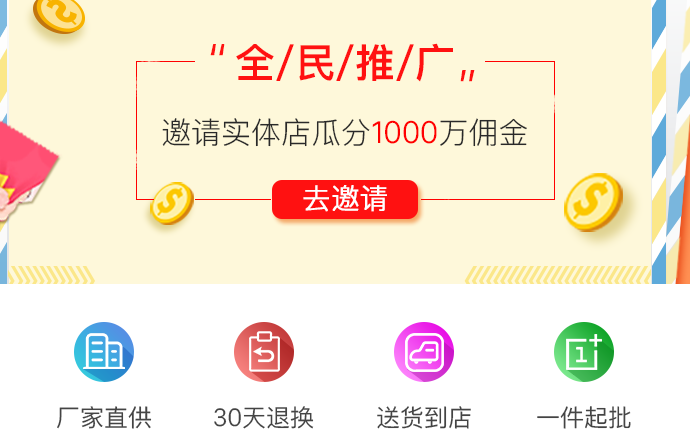 “全/民/推/广”
邀请实体店瓜分1000万佣金
去邀请
厂家直供
30天退换
送货到店
一件起批